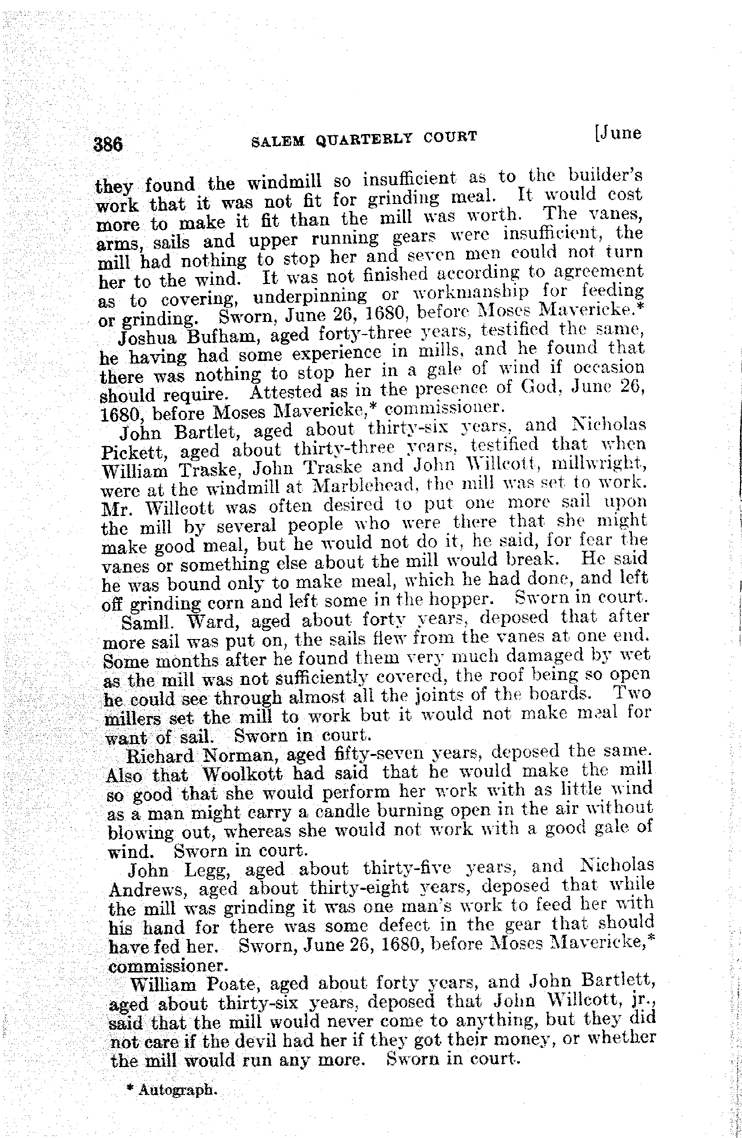 386 SALEM QUARTERLY COURT [June
they found the windmill so insufficient as to the builder's
work that it was not fit for grinding meal. It would cost
more to make it fit than the mill was worth. The vanes,
arms, sails and upper running gears were insufficient, the
mill had nothing to stop her and seven men could not turn
her to the wind. It was not finished according to agreement
as to covering, underpinning or workmanship for feeding
or grinding. Sworn, June 26, 1680, before Moses Mavericke.*
Joshua Bufham, aged forty-three years, testified the same,
he having had some experience in mills, and he found that
there was nothing to stop her in a gale of wind if occasion
should require. Attested as in the presence of God, June 26,
1680, before Moses Mavericke,* commissioner.
John Bartlet, aged about thirty-six years, and Nicholas
Pickett, aged about thirty-three years, testified that when
William Traske, John Traske and John Willcott, millwright,
were at the windmill at Marblehead, the mill was set to work.
Mr. Willcott was often desired to put one more sail upon
the mill by several people who were there that she might
make good meal, but he would not do it, he said, for fear the
vanes or something else about the mill would break. He said
he was bound only to make meal, which he had done, and left
off grinding corn and left some in the hopper. Sworn in court.
Samll. Ward, aged about forty years, deposed that after
more sail was put on, the sails flew from the vanes at one end.
Some months after he found them very much damaged by wet
as the mill was not sufficiently covered, the roof being so open
he could see through almost all the joints of the boards. Two
millers set the mill to work but it would not make meal for
want of sail. Sworn in court.
Richard Norman, aged fifty-seven years, deposed the same.
Also that Woolkott had said that he would make the mill
so good that she would perform her work with as little wind
as a man might carry a candle burning open in the air without
blowing out, whereas she would not work with a good gale of
wind. Sworn in court.
John Legg, aged about thirty-five years, and Nicholas
Andrews, aged about thirty-eight years, deposed that while
the mill was grinding it was one man's work to feed her with
his hand for there was some defect in the gear that should
have fed her. Sworn, June 26, 1680, before Moses Mavericke,*
commissioner.
William Poate, aged about forty years, and John Bartlett,
aged about thirty-six years, deposed that John Willcott, jr.,
said that the mill would never come to anything, but they did
not care if the devil had her if they got their money, or whether
the mill would run any more. Sworn in court.
* Autograph.